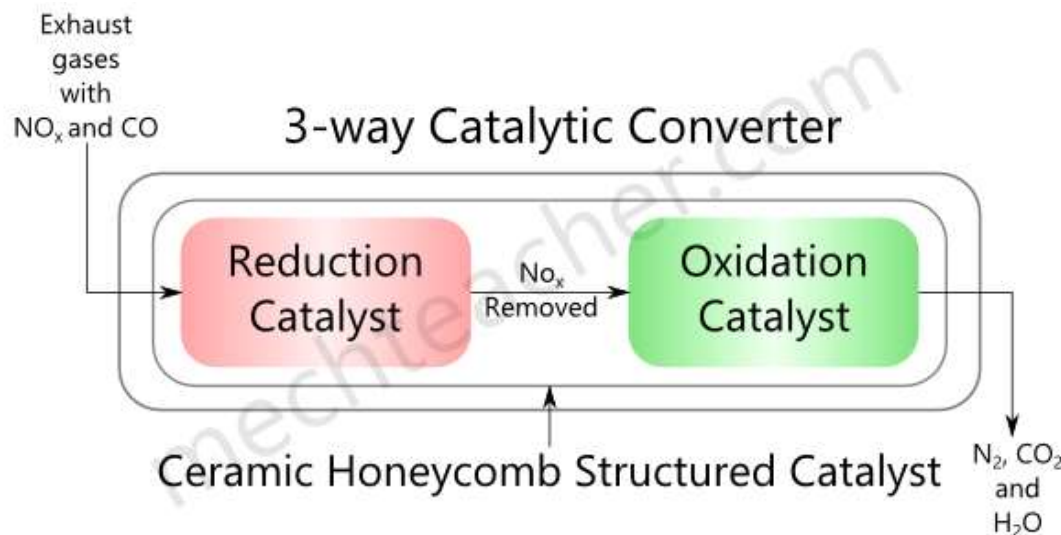 Exhaust
gases
with
NOₓ and CO
3-way Catalytic Converter
Reduction
Catalyst
Noₓ
Removed
Oxidation
Catalyst
Ceramic Honeycomb Structured Catalyst
N₂, CO₂
and
H₂O
mechteacher.com